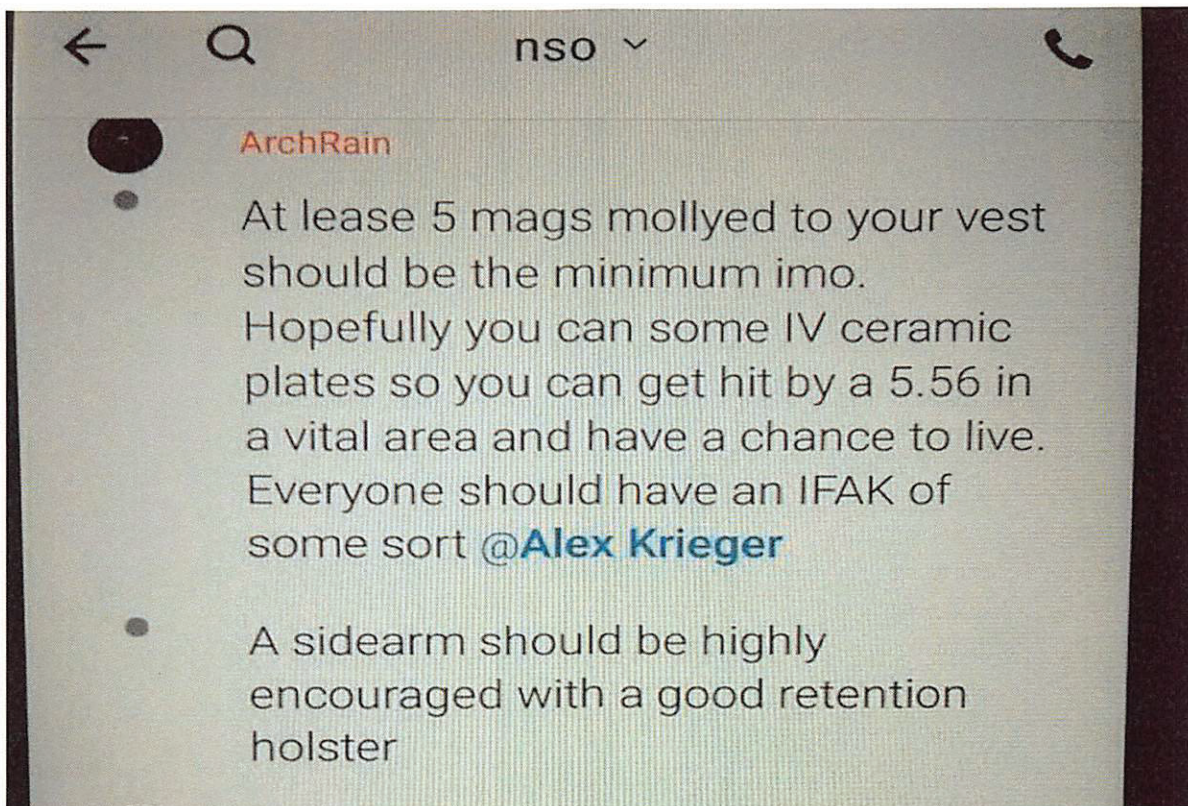 nso
ArchRain
At lease 5 mags mollyed to your vest
should be the minimum imo.
Hopefully you can some IV ceramic
plates so you can get hit by a 5.56 in
a vital area and have a chance to live.
Everyone should have an IFAK of
some sort @Alex Krieger
A sidearm should be highly
encouraged with a good retention
holster